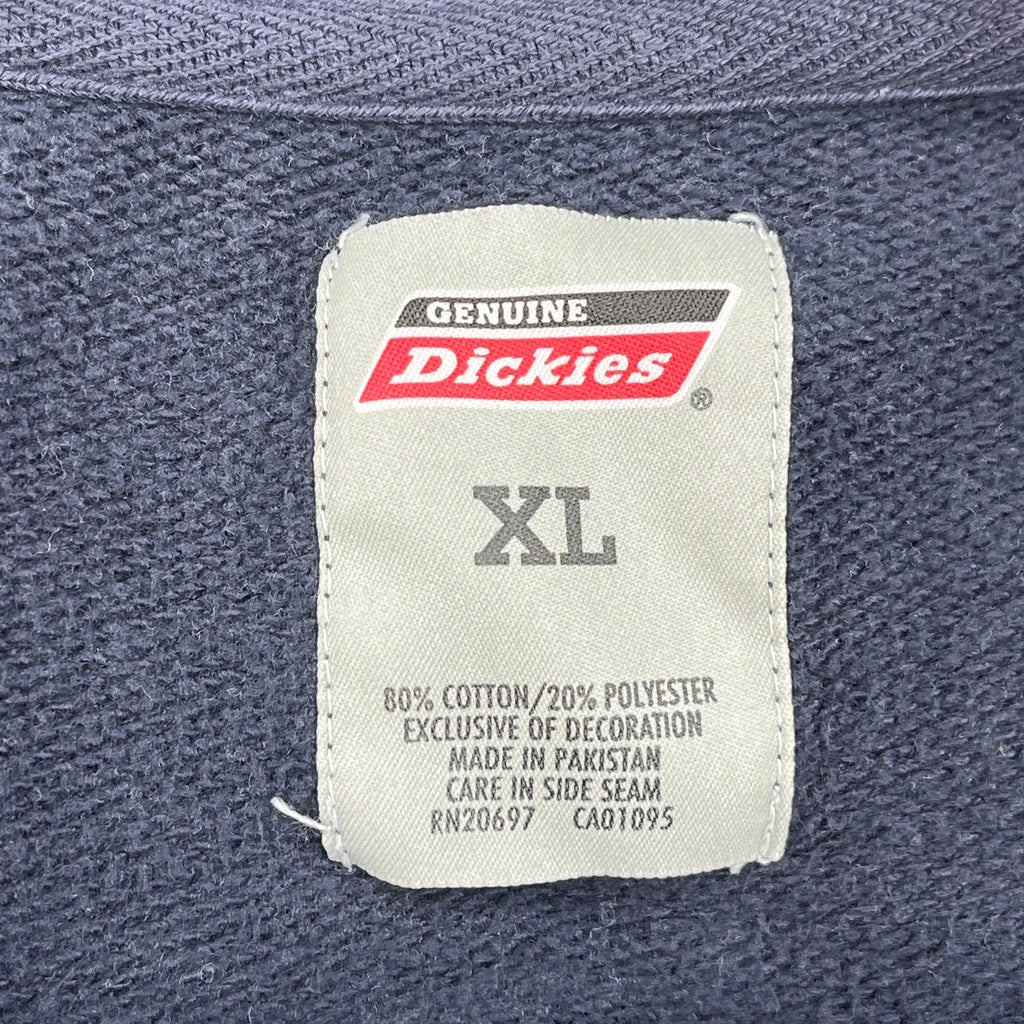 GENUINE
Dickies®
XL
80% COTTON/20% POLYESTER
EXCLUSIVE OF DECORATION
MADE IN PAKISTAN
CARE IN SIDE SEAM
RN20697 CA01095